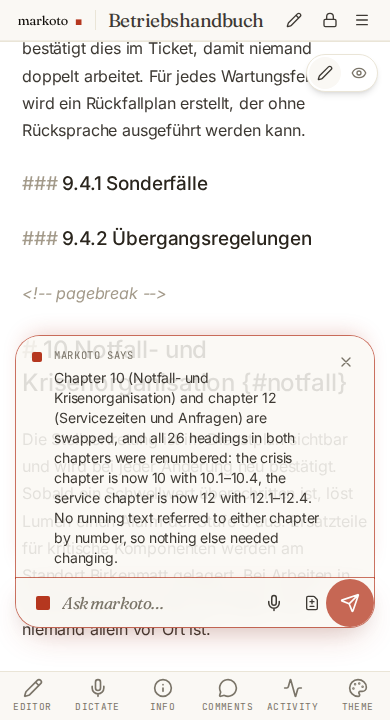 markoto
Betriebshandbuch
bestätigt dies im Ticket, damit niemand
doppelt arbeitet. Für jedes Wartungsfe
wird ein Rückfallplan erstellt, der ohne
Rücksprache ausgeführt werden kann.
### 9.4.1 Sonderfälle
### 9.4.2 Übergangsregelungen
<!-- pagebreak -->
# 10 Notfall- und
Krisenorganisation {#notfall}
MARKOTO SAYS
Chapter 10 (Notfall- und
Krisenorganisation) and chapter 12
(Servicezeiten und Anfragen) are
swapped, and all 26 headings in both
chapters were renumbered: the crisis
chapter is now 10 with 10.1–10.4, the
service chapter is now 12 with 12.1–12.4.
No running text referred to either chapter
by number, so nothing else needed
changing.
Ask markoto...
niemand allein vor Ort ist.
EDITOR
DICTATE
INFO
COMMENTS
ACTIVITY
THEME